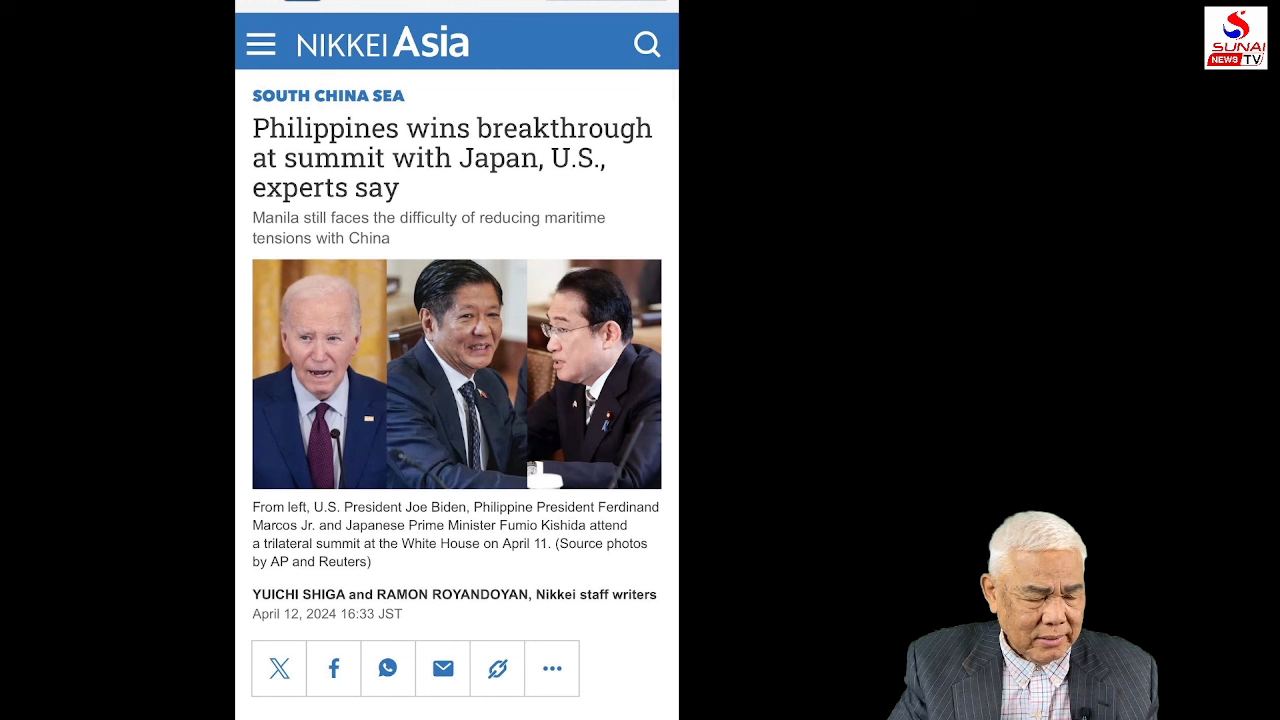 NIKKEI Asia
SOUTH CHINA SEA
Philippines wins breakthrough
at summit with Japan, U.S.,
experts say
Manila still faces the difficulty of reducing maritime
tensions with China
From left, U.S. President Joe Biden, Philippine President Ferdinand
Marcos Jr. and Japanese Prime Minister Fumio Kishida attend
a trilateral summit at the White House on April 11. (Source photos
by AP and Reuters)
YUICHI SHIGA and RAMON ROYANDOYAN, Nikkei staff writers
April 12, 2024 16:33 JST
SUNAI
NEWS TV